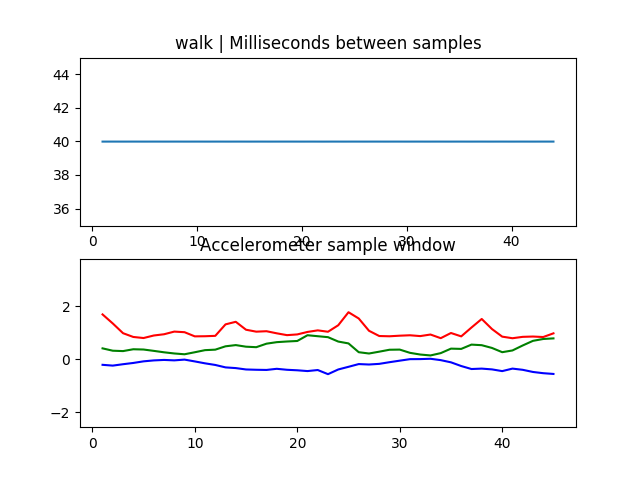 walk | Milliseconds between samples
44
42
40
38
36
0 10 20 30 40
Accelerometer sample window
2
0
−2
0 10 20 30 40